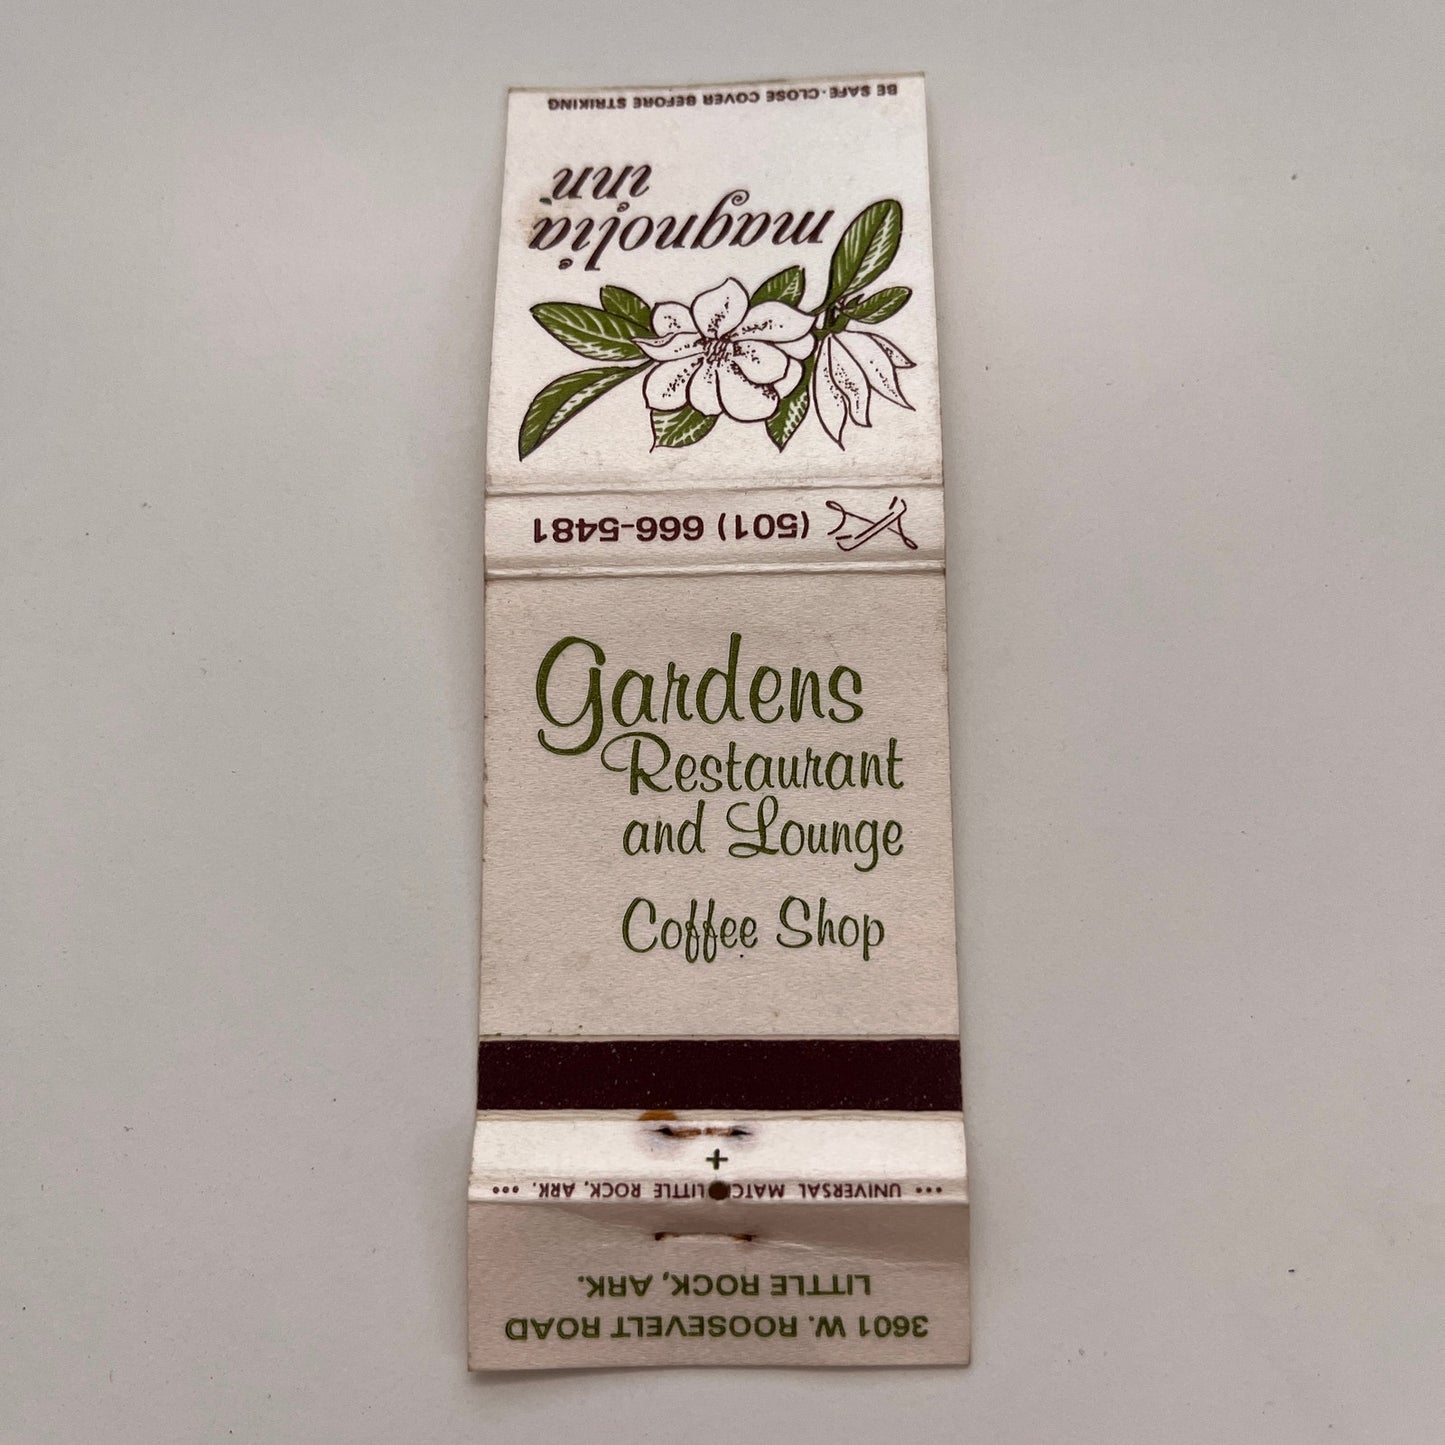 BE SAFE · CLOSE COVER BEFORE STRIKING
magnolia
inn
(501) 666-5481
Gardens
Restaurant
and Lounge
Coffee Shop
••• UNIVERSAL MATCH LITTLE ROCK, ARK. •••
3601 W. ROOSEVELT ROAD
LITTLE ROCK, ARK.